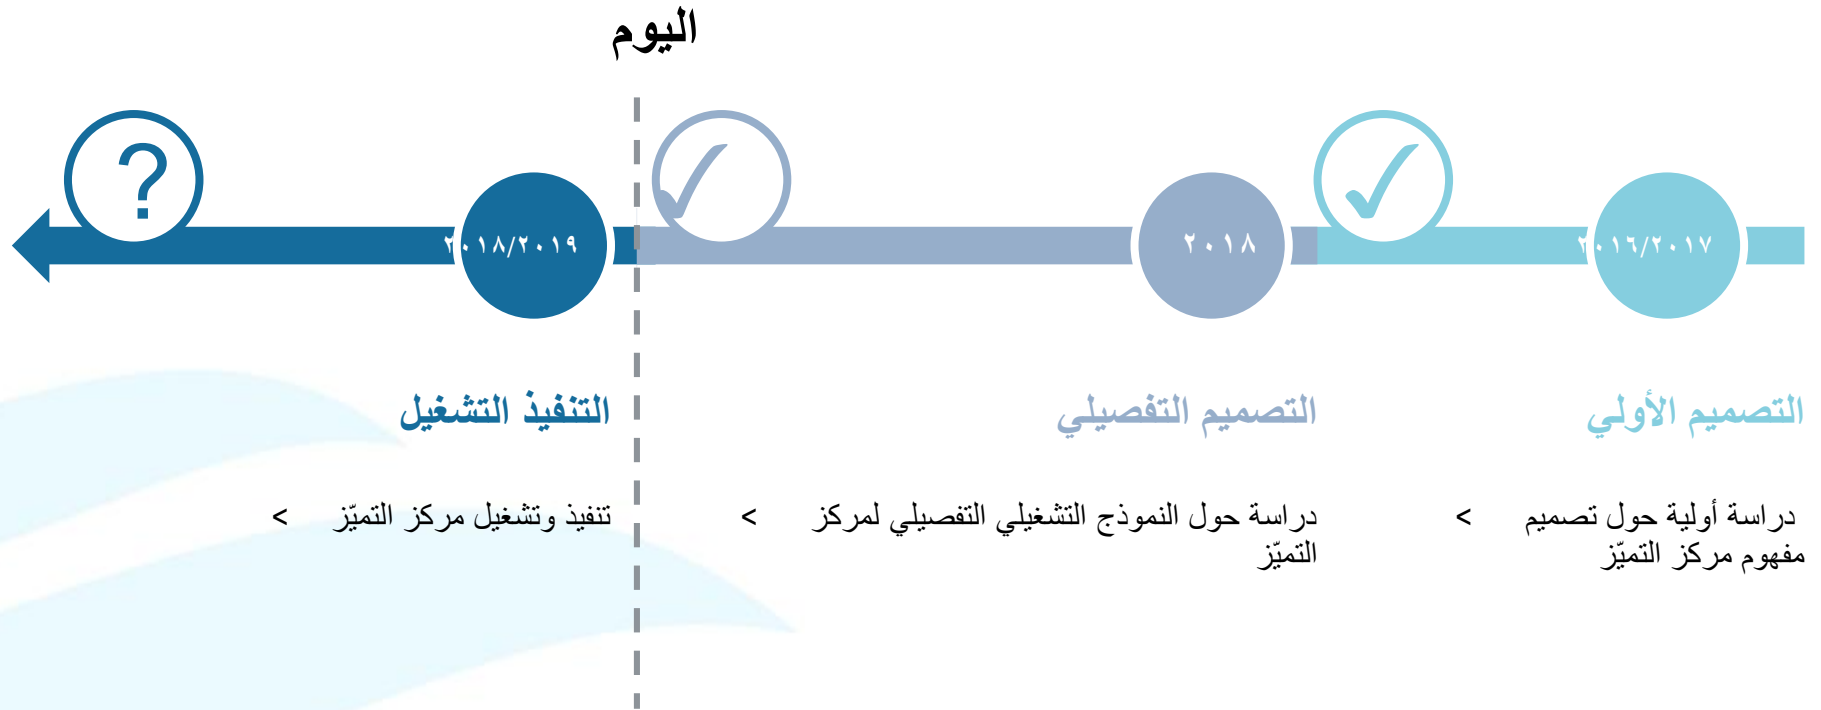 اليوم
٢٠١٦/٢٠١٧
٢٠١٨
٢٠١٨/٢٠١٩
?
التصميم الأولي
التصميم التفصيلي
التنفيذ التشغيل
دراسة أولية حول تصميم >
مفهوم مركز التميّز
دراسة حول النموذج التشغيلي التفصيلي لمركز >
التميّز
تنفيذ وتشغيل مركز التميّز >